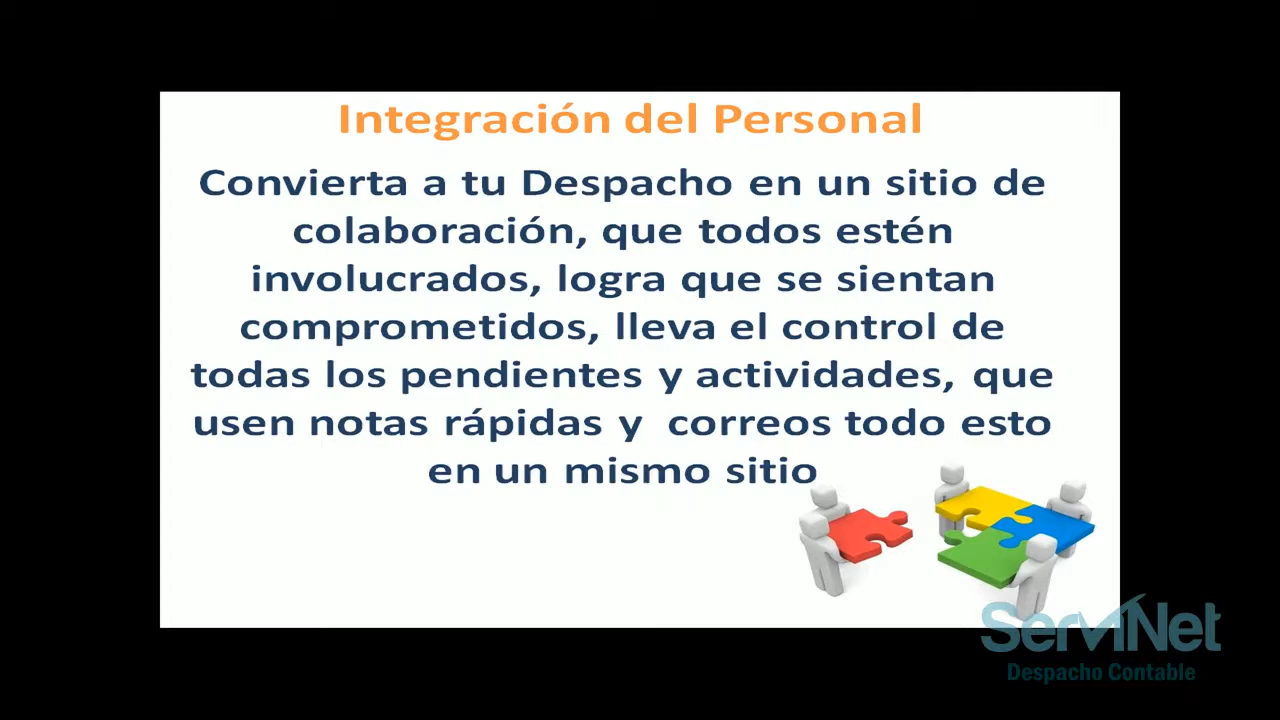 Integración del Personal
Convierta a tu Despacho en un sitio de
colaboración, que todos estén
involucrados, logra que se sientan
comprometidos, lleva el control de
todas los pendientes y actividades, que
usen notas rápidas y correos todo esto
en un mismo sitio
ServiNet
Despacho Contable